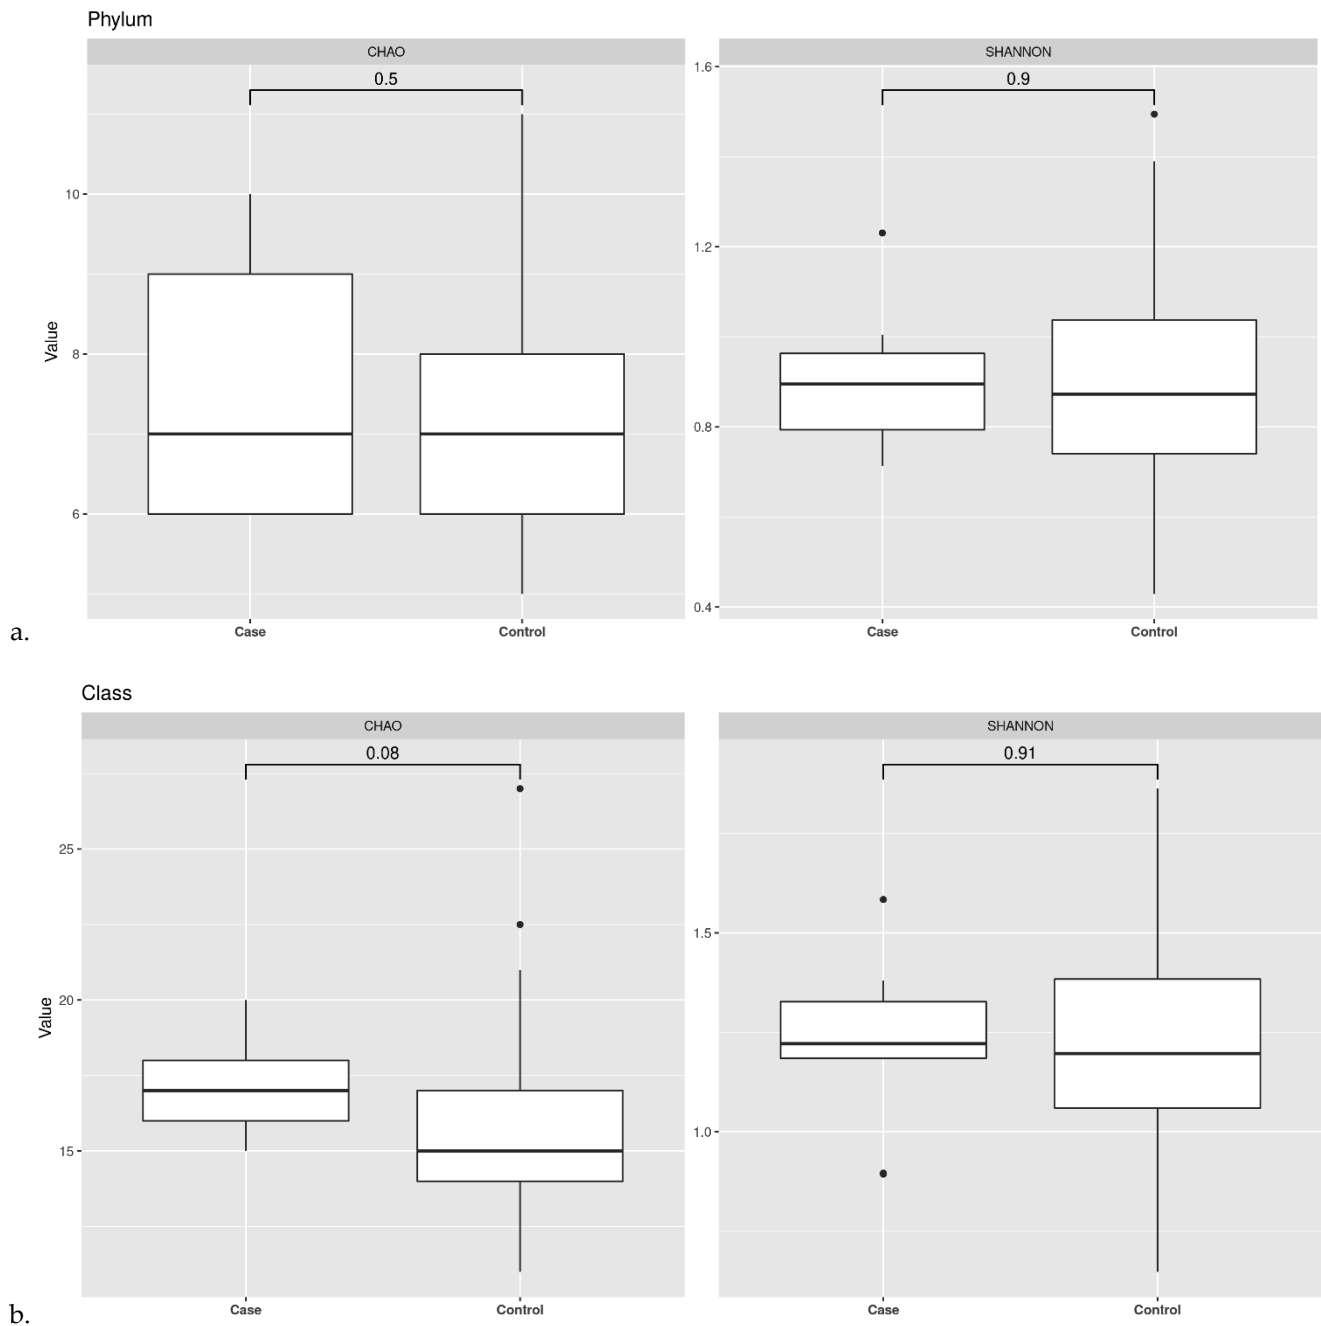 Phylum
CHAO SHANNON
0.5 0.9
Value
10
8
6
1.6
1.2
0.8
0.4
Case Control Case Control
a.
Class
CHAO SHANNON
0.08 0.91
Value
25
20
15
1.5
1.0
Case Control Case Control
b.